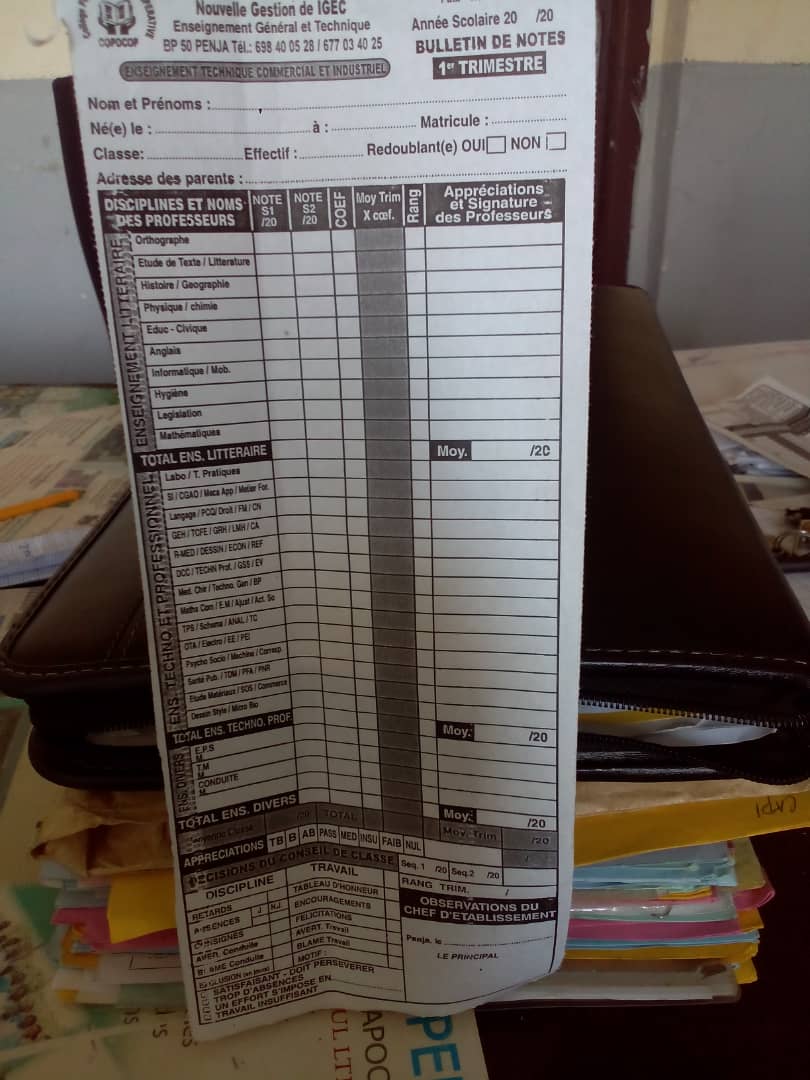 Nouvelle Gestion de IGEC
Enseignement Général et Technique
BP 50 PENJA Tél.: 698 40 05 28 / 677 03 40 25
COPOCOP
ENSEIGNEMENT TECHNIQUE COMMERCIAL ET INDUSTRIEL
Année Scolaire 20 /20
BULLETIN DE NOTES
1er TRIMESTRE
Nom et Prénoms :
Né(e) le : à : Matricule :
Classe: Effectif : Redoublant(e) OUI NON
Adresse des parents :
DISCIPLINES ET NOMS DES PROFESSEURS NOTE S1 /20 NOTE S2 /20 COEF Moy Trim X cœf. Rang Appréciations et Signature des Professeurs
ENSEIGNEMENT LITTERAIRE
Orthographe
Etude de Texte / Litterature
Histoire / Geographie
Physique / chimie
Educ - Civique
Anglais
Informatique / Mob.
Hygiène
Legislation
Mathématiques
TOTAL ENS. LITTERAIRE Moy. /20
ENS. TECHNO ET PROFESSIONNEL
Labo / T. Pratiques
SI / CGAO / Meca App / Metier For.
Langage / PCQ/ Droit / FM / CN
GEH / TCFE / GRH / LMH / CA
R-MED / DESSIN / ECON / REF
OCC / TECHN Prof. / GSS / EV
Med. Chir / Techno. Gen / BP
Maths Com / E.M / Ajust / Act. So
TPS / Schema / ANAL / TC
OTA / Electro / EE / PEI
Psycho Socio / Machine / Corresp.
Santé Pub. / TDM / PFA / PNR
Etude Matériaux / SOS / Commerce
Dessin Style / Micro Bio
TOTAL ENS. TECHNO. PROF. Moy. /20
ENS. DIVERS
E.P.S
M.
T.M
M.
CONDUITE
M.
TOTAL ENS. DIVERS Moy. /20
Moyenne Classe /20 TOTAL Moy. Trim /20
APPRECIATIONS TB B AB PASS MED INSU FAIB NUL
DECISIONS DU CONSEIL DE CLASSE Seq. 1 /20 Seq.2 /20
DISCIPLINE TRAVAIL RANG TRIM. /
RETARDS TABLEAU D'HONNEUR
ABSENCES J N.J ENCOURAGEMENTS
CONSIGNES FELICITATIONS
AVER. Conduite AVERT. Travail
BLAME Conduite BLAME Travail
EXCLUSION (en jours) MOTIF :
SATISFAISANT - DOIT PERSEVERER
TROP D'ABSENCES
UN EFFORT S'IMPOSE EN
TRAVAIL INSUFFISANT
OBSERVATIONS DU CHEF D'ETABLISSEMENT
Penja, le
LE PRINCIPAL